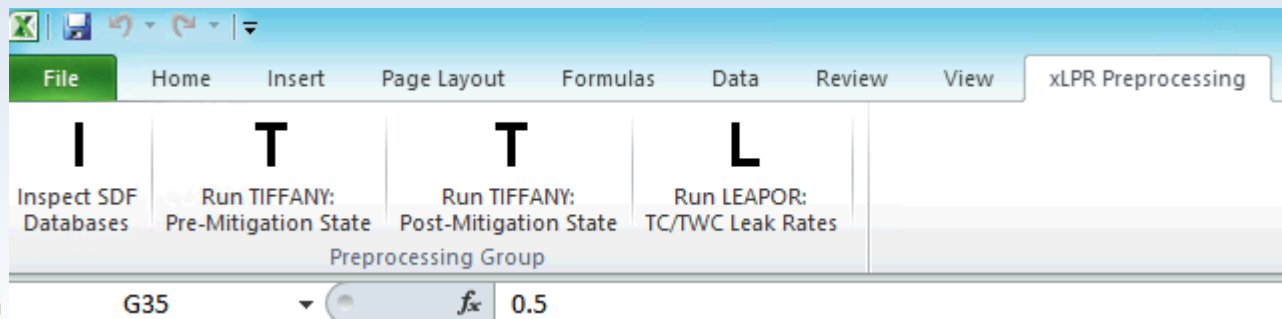 File Home Insert Page Layout Formulas Data Review View xLPR Preprocessing
I T T L
Inspect SDF Run TIFFANY: Run TIFFANY: Run LEAPOR:
Databases Pre-Mitigation State Post-Mitigation State TC/TWC Leak Rates
Preprocessing Group
G35 fx 0.5